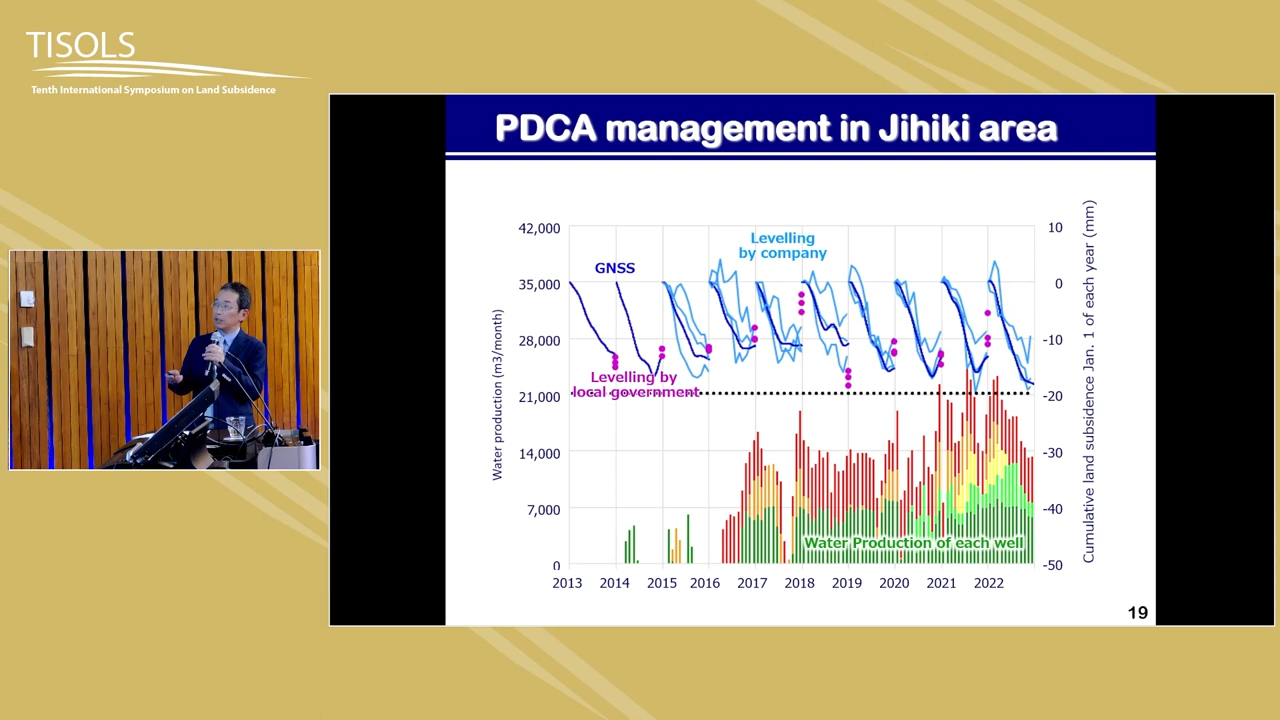 TISOLS
Tenth International Symposium on Land Subsidence
PDCA management in Jihiki area
42,000
35,000
28,000
21,000
14,000
7,000
0
Water production (m3/month)
GNSS
Levelling
by company
Levelling by
local government
Water Production of each well
10
0
-10
-20
-30
-40
-50
Cumulative land subsidence Jan. 1 of each year (mm)
2013 2014 2015 2016 2017 2018 2019 2020 2021 2022
19